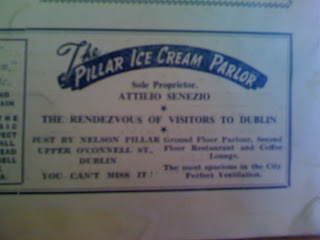 The
PILLAR ICE CREAM PARLOR
Sole Proprietor,
ATTILIO SENEZIO
★
THE RENDEZVOUS OF VISITORS TO DUBLIN
★
JUST BY NELSON PILLAR
UPPER O'CONNELL ST.,
DUBLIN
YOU CAN'T MISS IT!
Ground Floor Parlour, Second
Floor Restaurant and Coffee
Lounge.
The most spacious in the City
Perfect Ventilation.